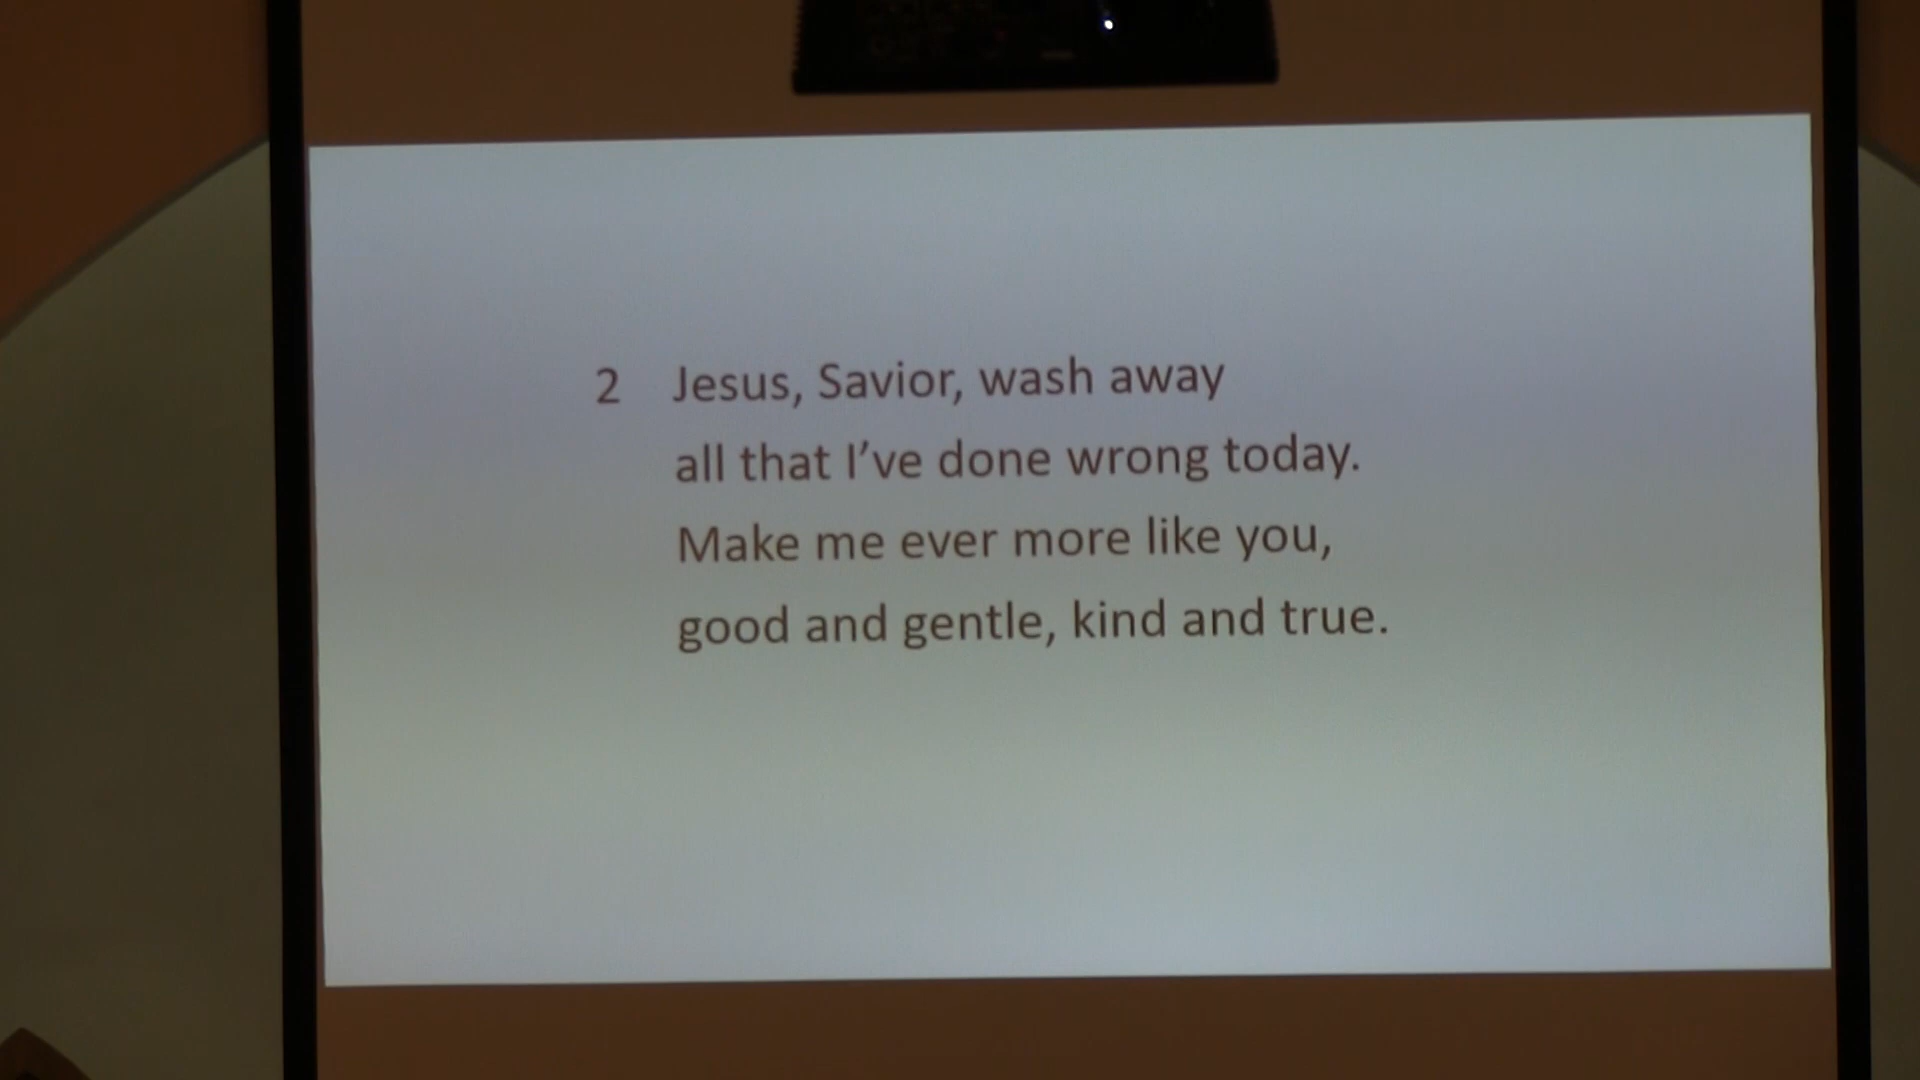 2 Jesus, Savior, wash away
all that I’ve done wrong today.
Make me ever more like you,
good and gentle, kind and true.